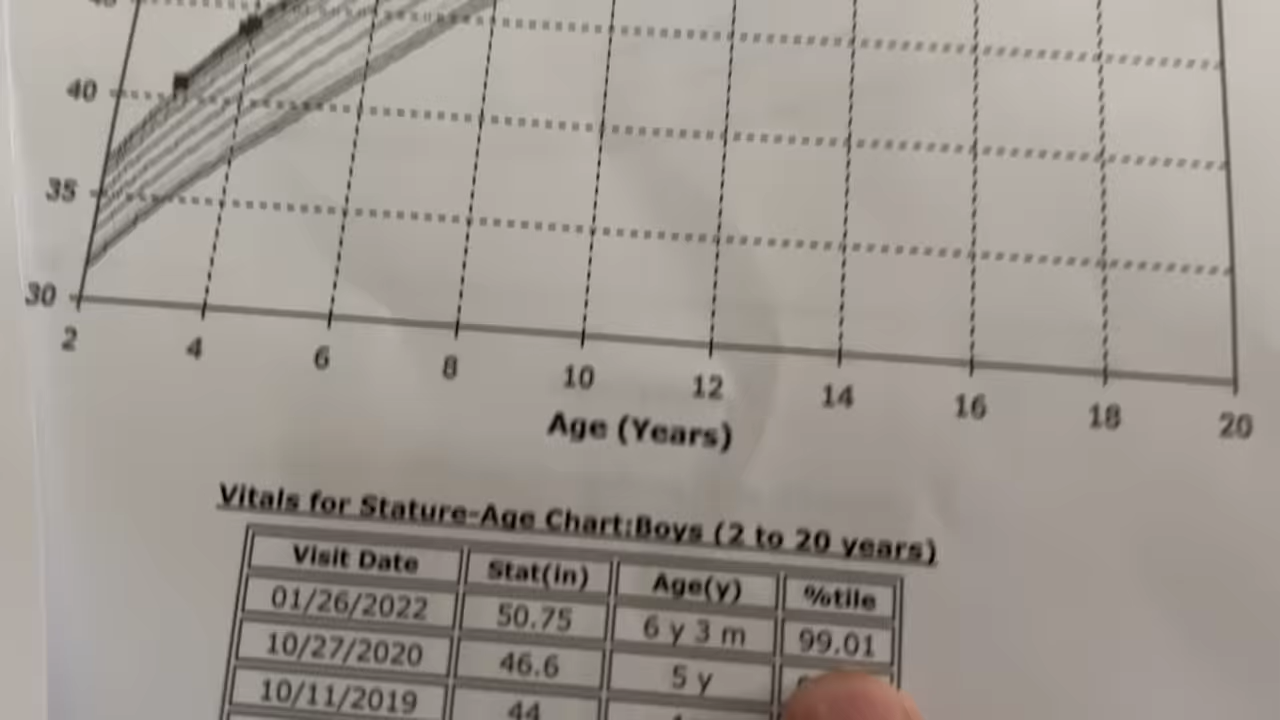 40
35
30
2 4 6 8 10 12 14 16 18 20
Age (Years)
Vitals for Stature-Age Chart:Boys (2 to 20 years)
Visit Date Stat(in) Age(y) %tile
01/26/2022 50.75 6 y 3 m 99.01
10/27/2020 46.6 5 y
10/11/2019 44